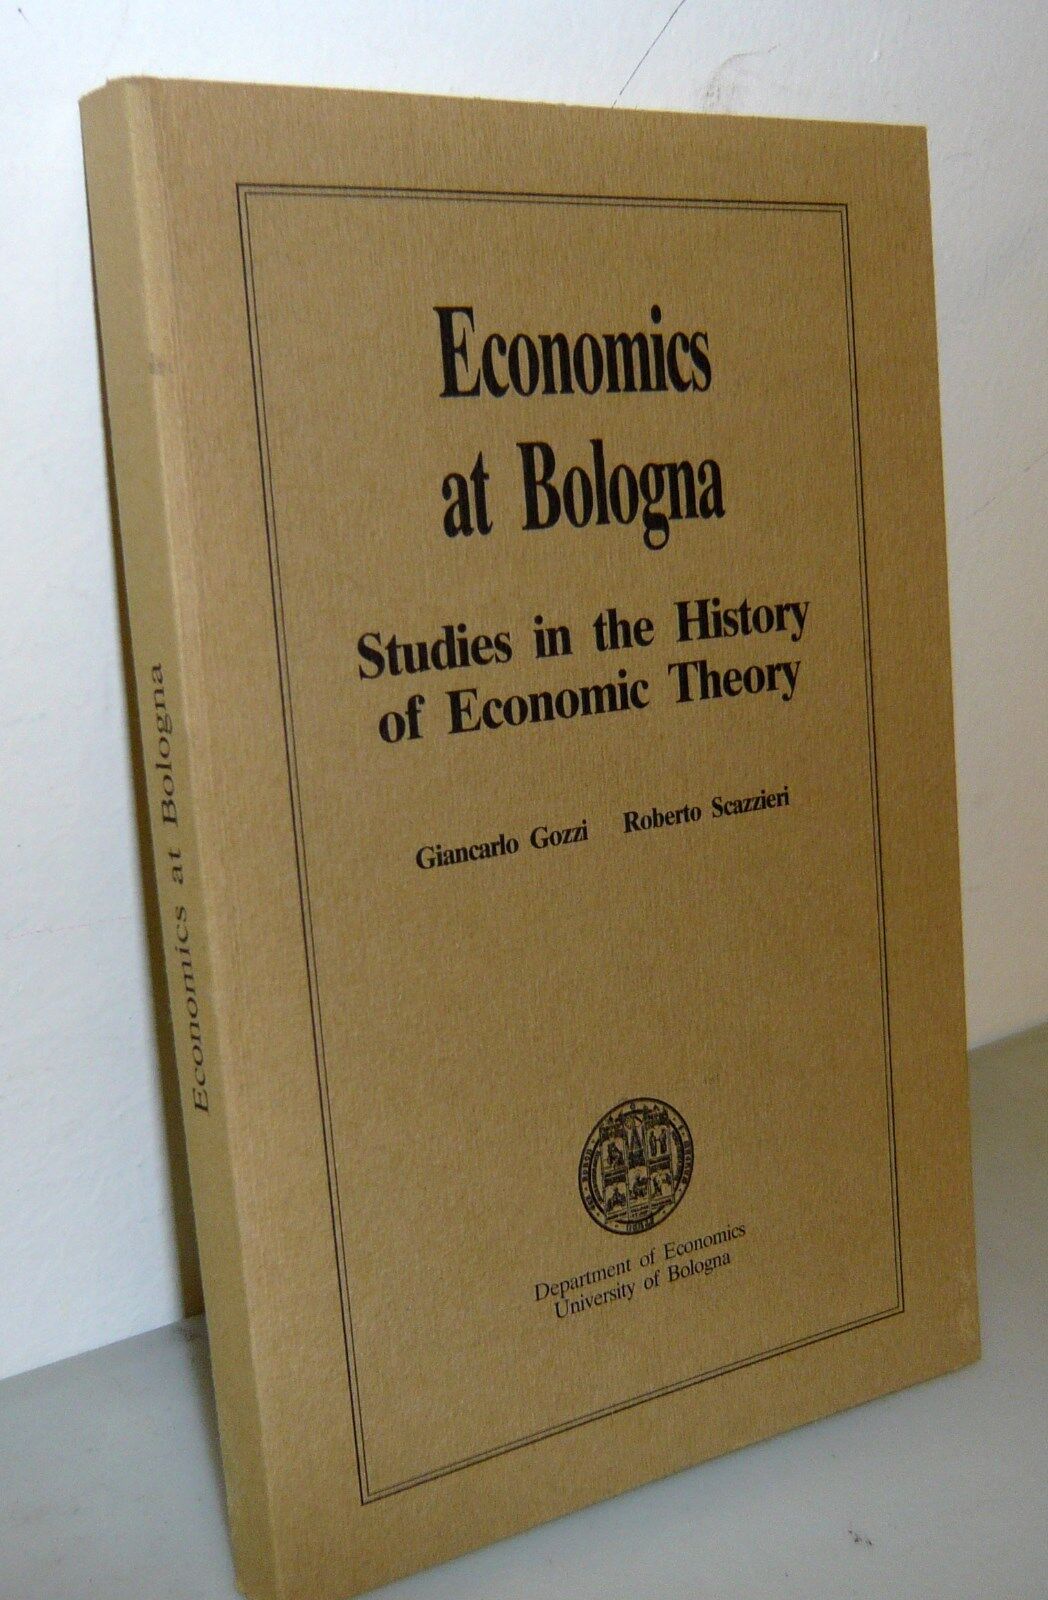 Economics at Bologna
Economics
at Bologna
Studies in the History
of Economic Theory
Giancarlo Gozzi Roberto Scazzieri
Department of Economics
University of Bologna